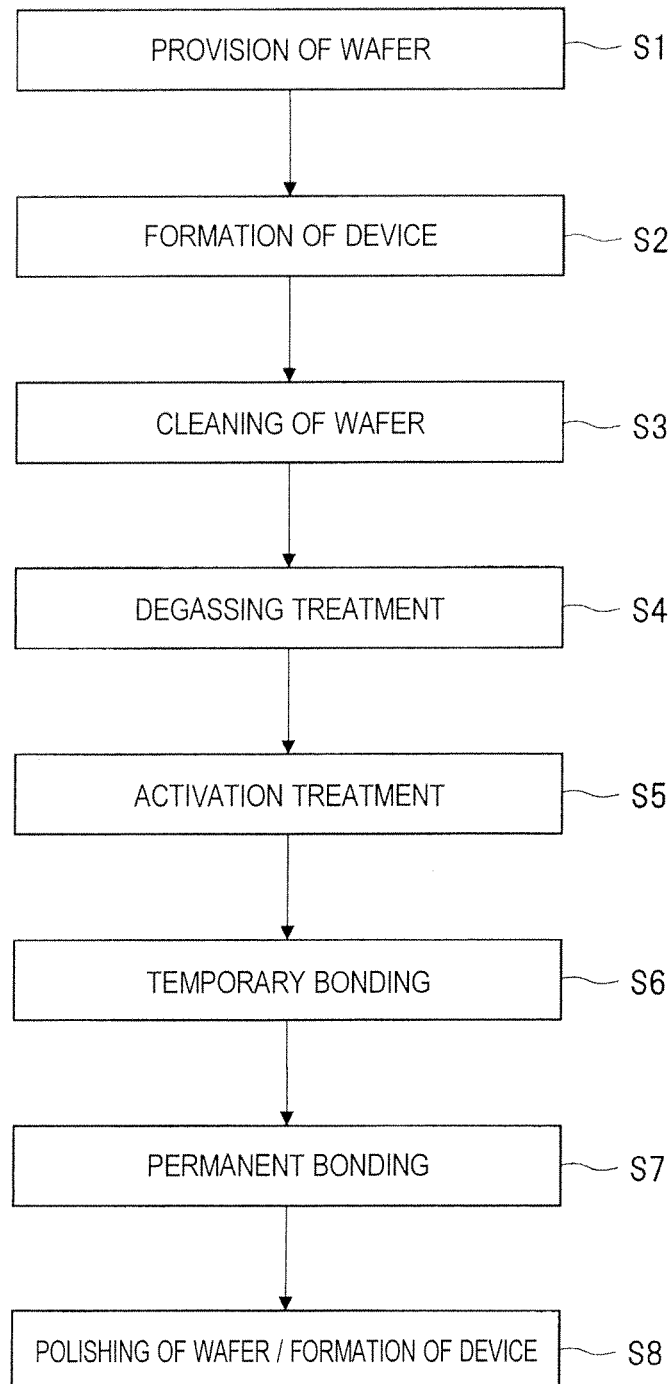 PROVISION OF WAFER S1
FORMATION OF DEVICE S2
CLEANING OF WAFER S3
DEGASSING TREATMENT S4
ACTIVATION TREATMENT S5
TEMPORARY BONDING S6
PERMANENT BONDING S7
POLISHING OF WAFER / FORMATION OF DEVICE S8